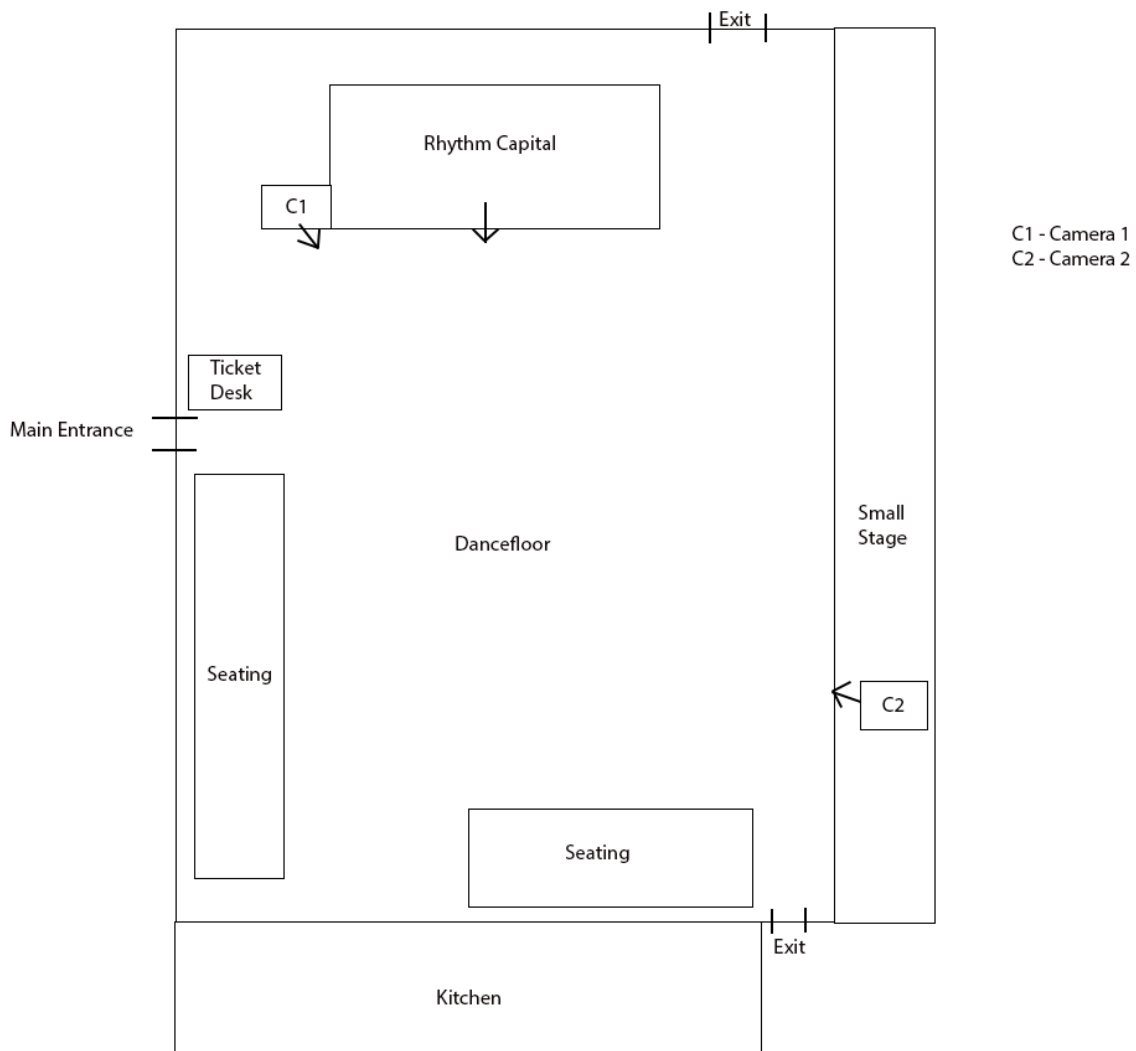 Exit
Rhythm Capital
C1
C1 - Camera 1
C2 - Camera 2
Ticket
Desk
Main Entrance
Dancefloor
Small
Stage
Seating
C2
Seating
Exit
Kitchen